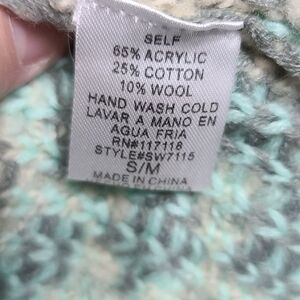 SELF
65% ACRYLIC
25% COTTON
10% WOOL
HAND WASH COLD
LAVAR A MANO EN
AGUA FRIA
RN#117118
STYLE#SW7115
S/M
MADE IN CHINA